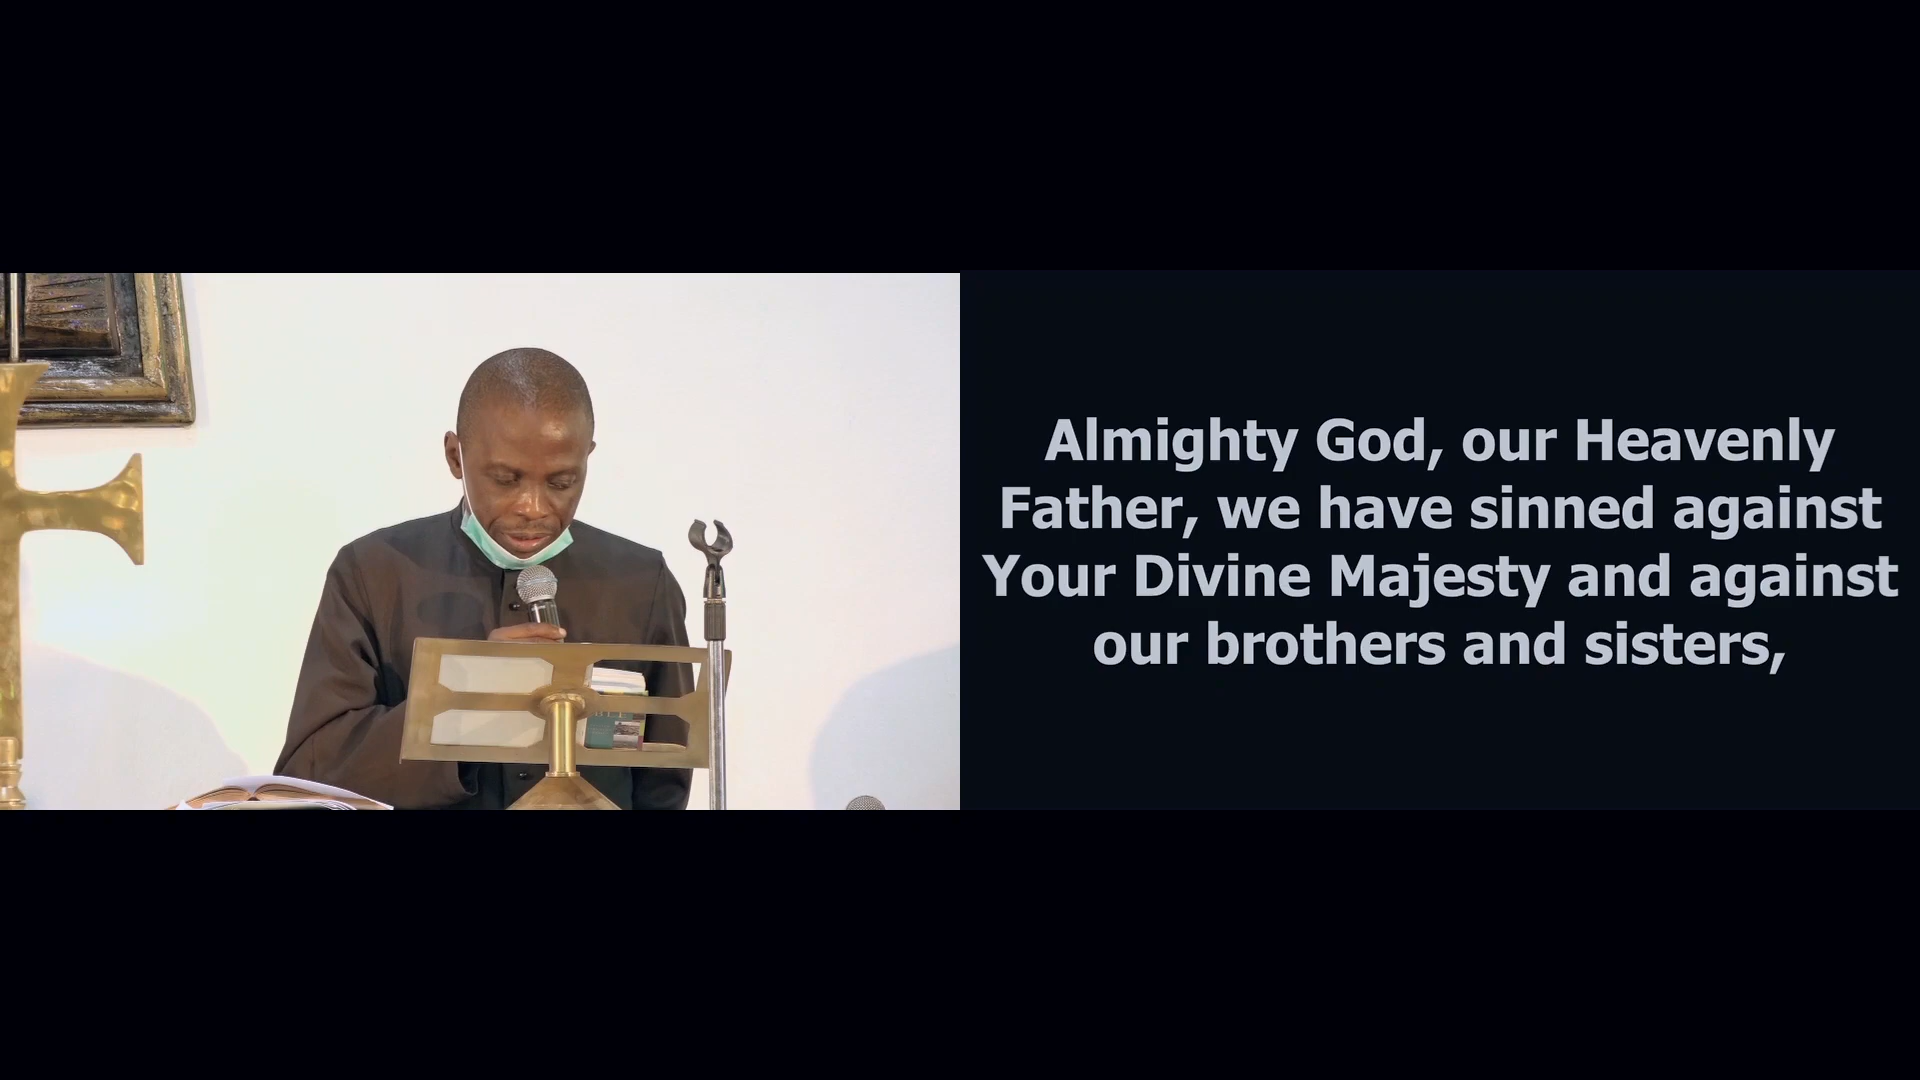 Almighty God, our Heavenly
Father, we have sinned against
Your Divine Majesty and against
our brothers and sisters,